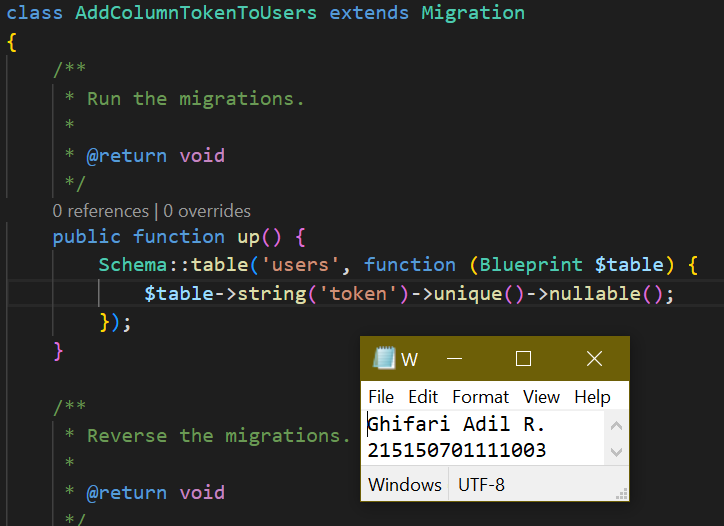 class AddColumnTokenToUsers extends Migration
{
/**
* Run the migrations.
*
* @return void
*/
0 references | 0 overrides
public function up() {
Schema::table('users', function (Blueprint $table) {
$table->string('token')->unique()->nullable();
});
}
/**
* Reverse the migrations.
*
* @return void
*/
W
File Edit Format View Help
Ghifari Adil R.
215150701111003
Windows UTF-8